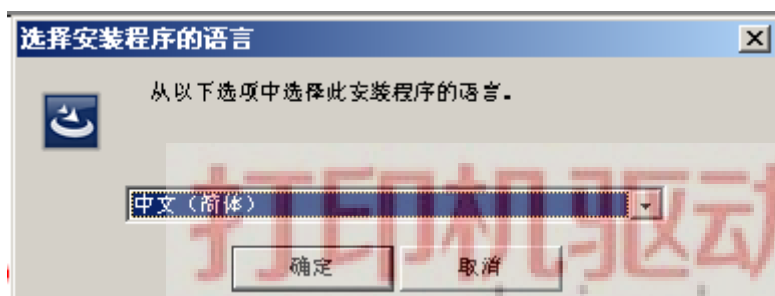 选择安装程序的语言
从以下选项中选择此安装程序的语言.
中文（简体）
确定 取消
打印机驱动